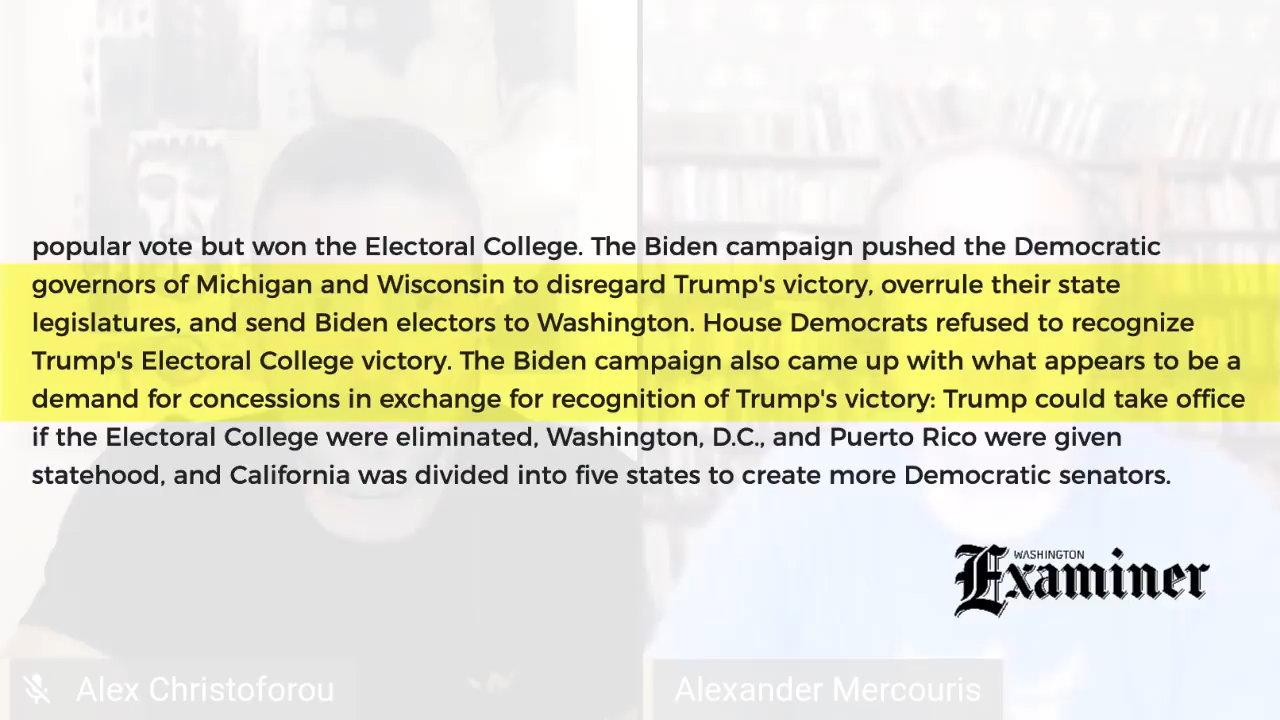 popular vote but won the Electoral College. The Biden campaign pushed the Democratic
governors of Michigan and Wisconsin to disregard Trump's victory, overrule their state
legislatures, and send Biden electors to Washington. House Democrats refused to recognize
Trump's Electoral College victory. The Biden campaign also came up with what appears to be a
demand for concessions in exchange for recognition of Trump's victory: Trump could take office
if the Electoral College were eliminated, Washington, D.C., and Puerto Rico were given
statehood, and California was divided into five states to create more Democratic senators.
WASHINGTON
Examiner
Alex Christoforou
Alexander Mercouris